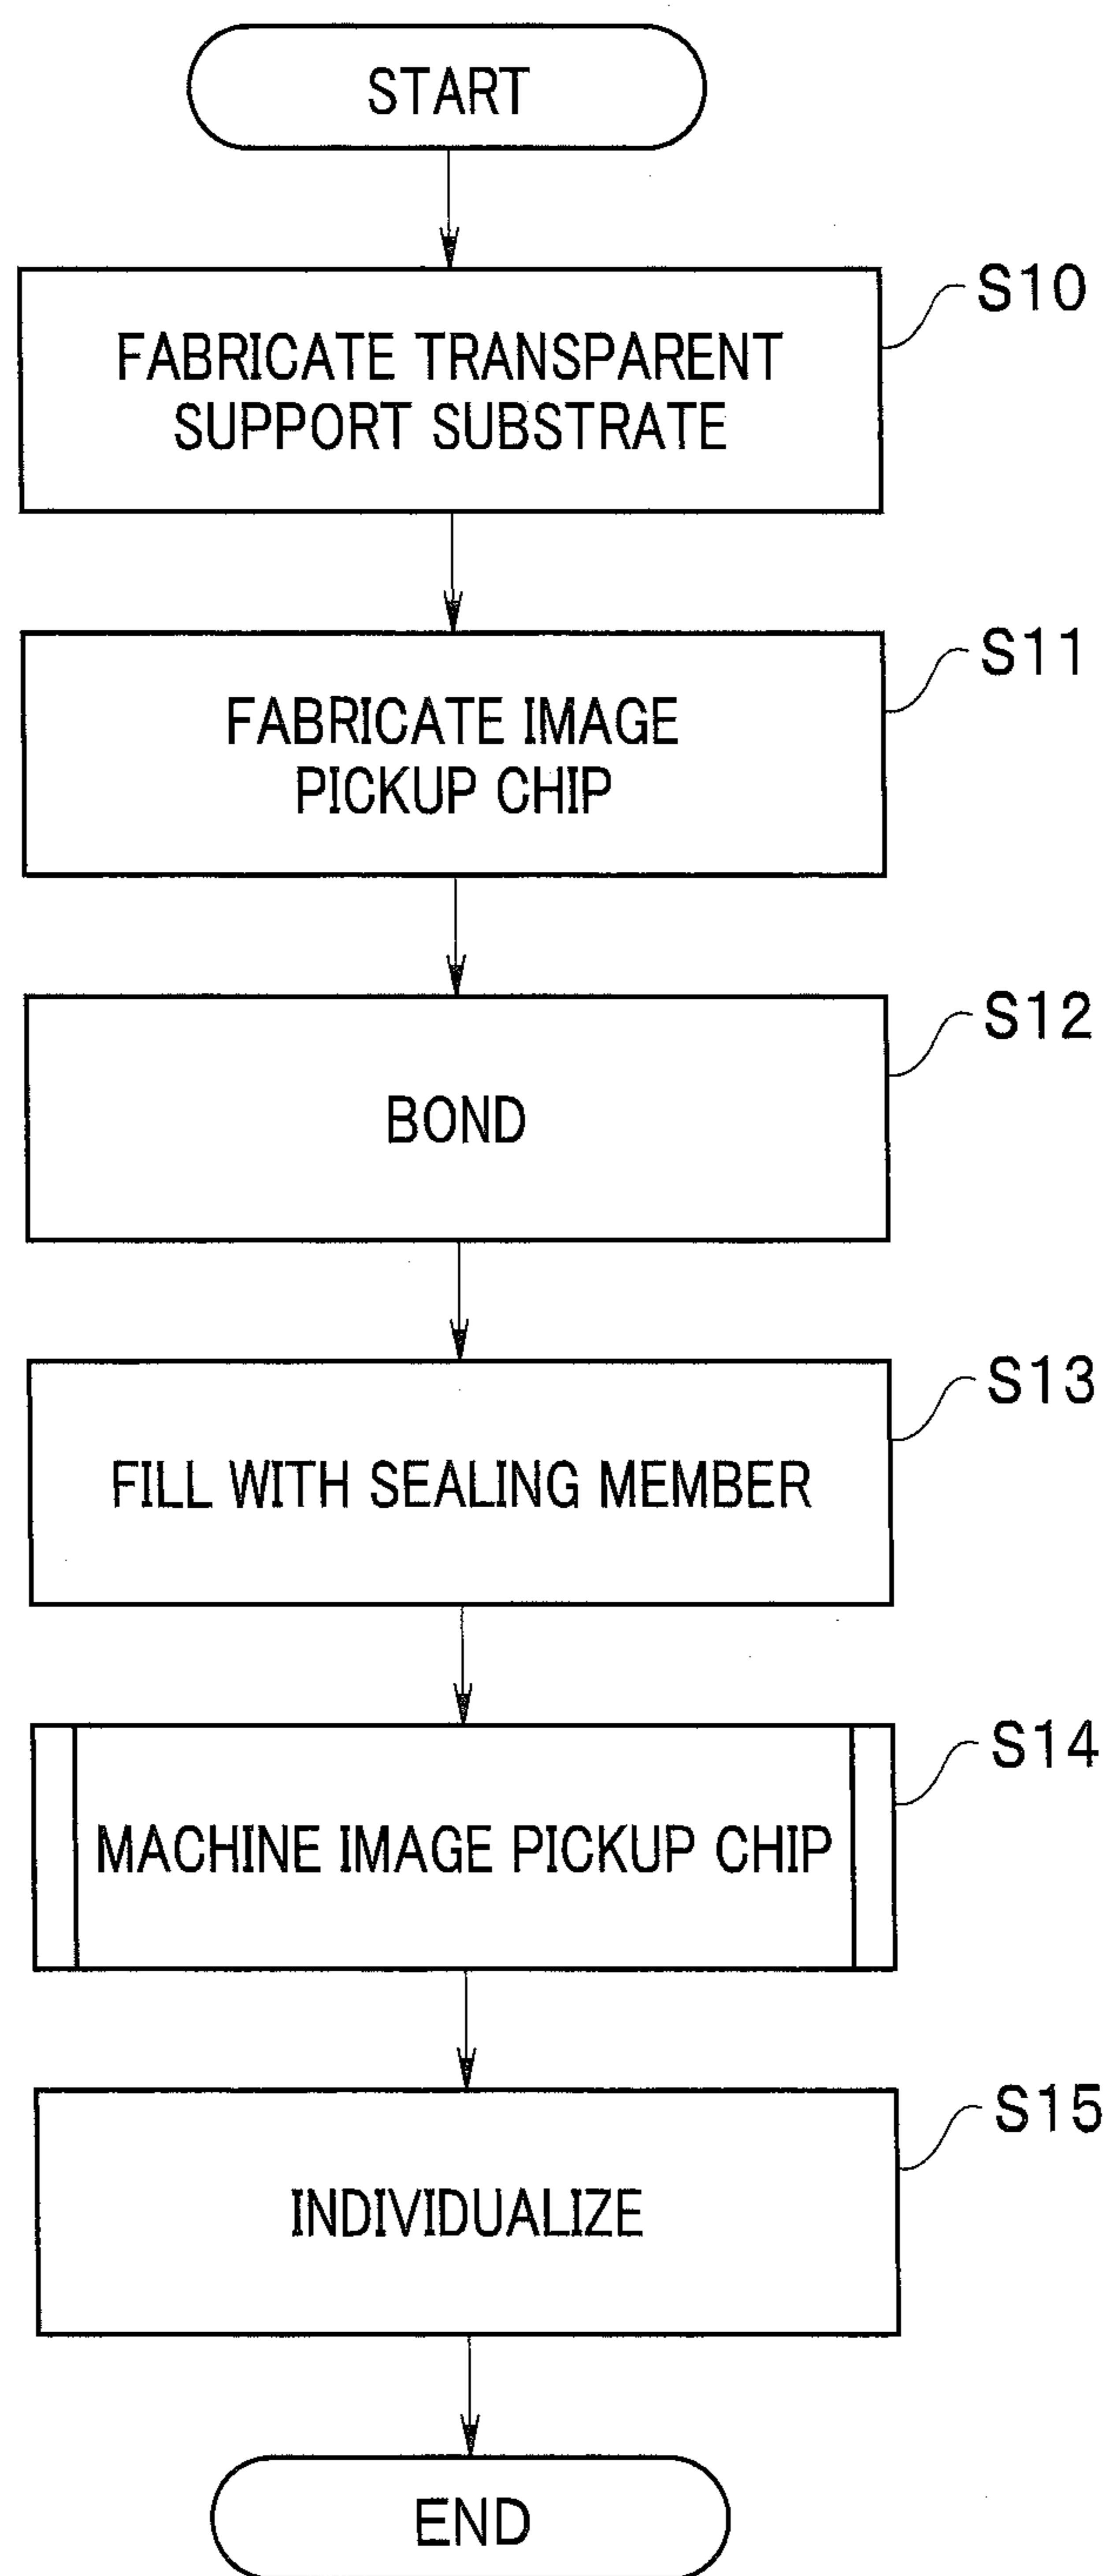 START
S10
FABRICATE TRANSPARENT
SUPPORT SUBSTRATE
S11
FABRICATE IMAGE
PICKUP CHIP
S12
BOND
S13
FILL WITH SEALING MEMBER
S14
MACHINE IMAGE PICKUP CHIP
S15
INDIVIDUALIZE
END